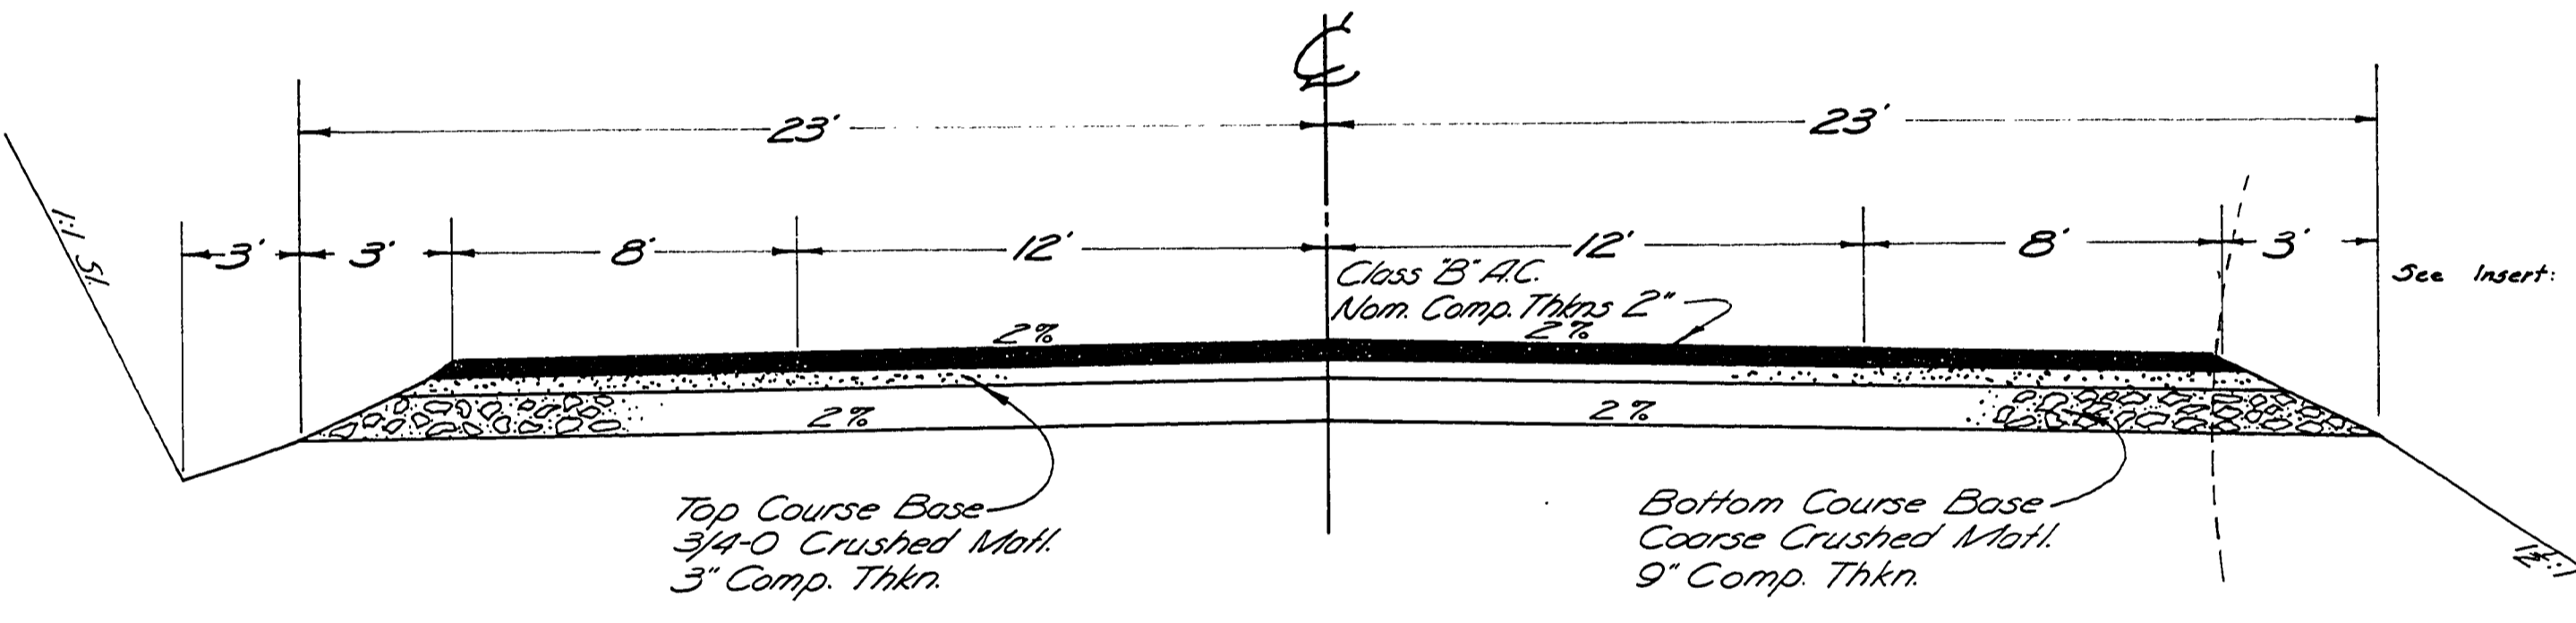 ℄
23'
23'
1:1 Sl.
3'
3'
8'
12'
12'
8'
3'
See Insert:
Class "B" A.C.
Nom. Comp. Thkns 2"
2%
2%
2%
2%
Top Course Base
3/4-0 Crushed Matl.
3" Comp. Thkn.
Bottom Course Base
Coarse Crushed Matl.
9" Comp. Thkn.